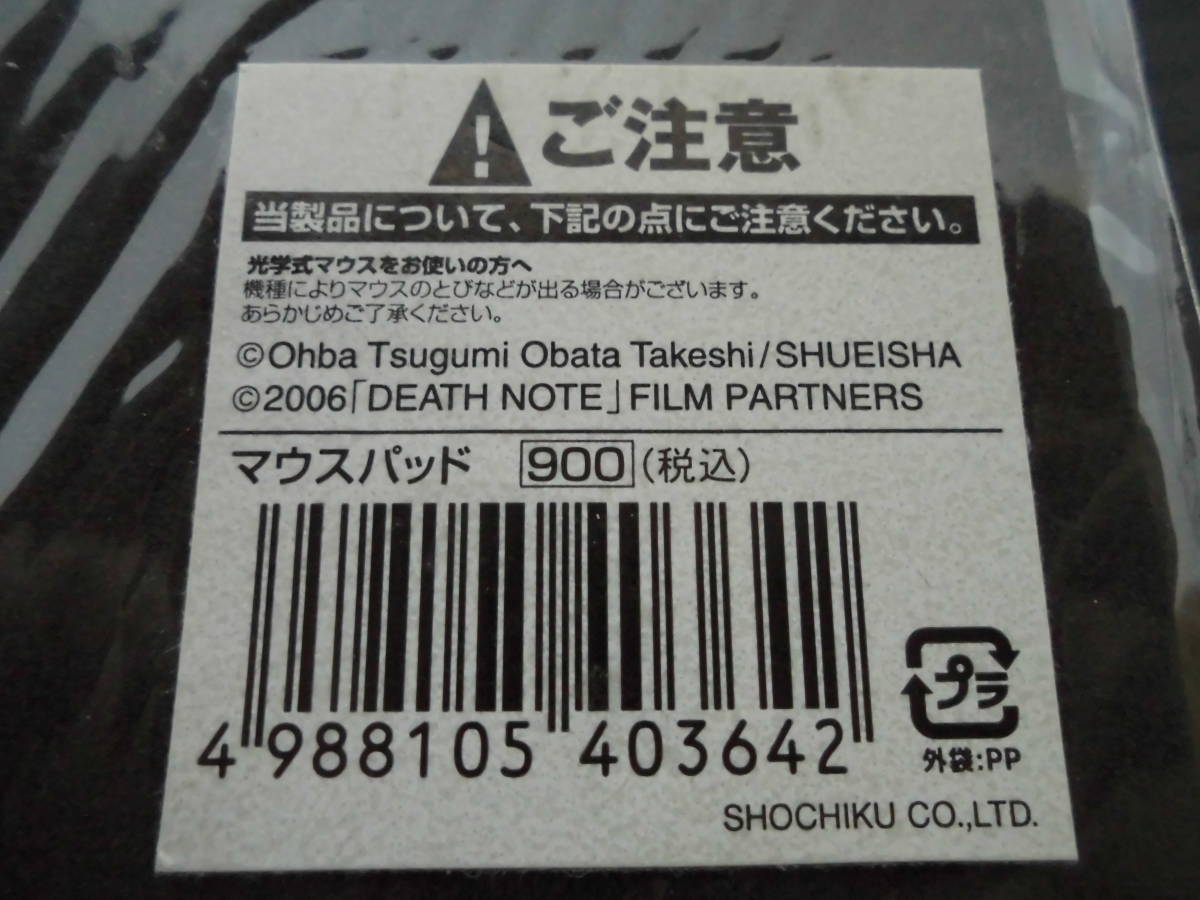 ご注意
当製品について、下記の点にご注意ください。
光学式マウスをお使いの方へ
機種によりマウスのとびなどが出る場合がございます。
あらかじめご了承ください。
©Ohba Tsugumi Obata Takeshi/SHUEISHA
©2006「DEATH NOTE」FILM PARTNERS
マウスパッド 900 (税込)
4 988105 403642
プラ
外袋:PP
SHOCHIKU CO.,LTD.